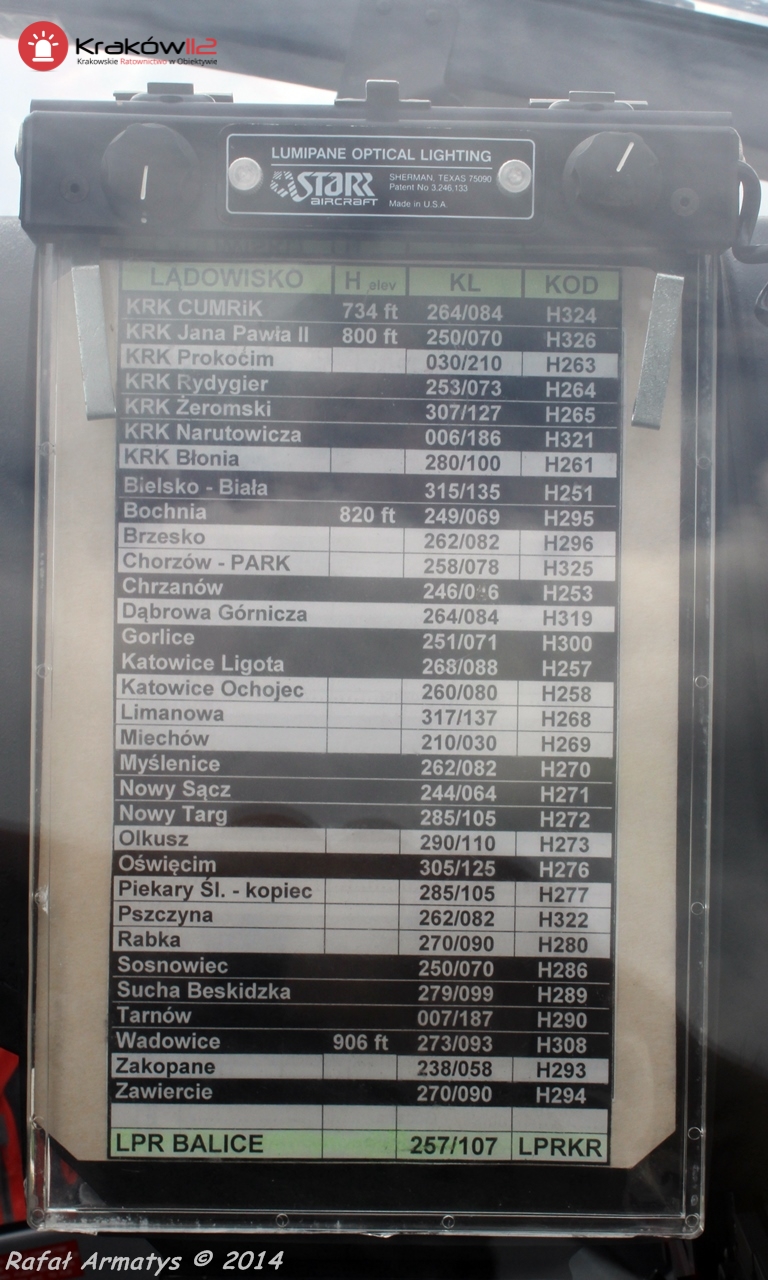 Kraków112
Krakowskie Ratownictwo w Obiektywie
LUMIPANE OPTICAL LIGHTING
STARR AIRCRAFT
SHERMAN, TEXAS 75090
Patent No 3.246.133
Made in U.S.A.
LĄDOWISKO H elev KL KOD
KRK CUMRiK 734 ft 264/084 H324
KRK Jana Pawła II 800 ft 250/070 H326
KRK Prokocim 030/210 H263
KRK Rydygier 253/073 H264
KRK Żeromski 307/127 H265
KRK Narutowicza 006/186 H321
KRK Błonia 280/100 H261
Bielsko - Biała 315/135 H251
Bochnia 820 ft 249/069 H295
Brzesko 262/082 H296
Chorzów - PARK 258/078 H325
Chrzanów H253
Dąbrowa Górnicza 264/084 H319
Gorlice 251/071 H300
Katowice Ligota 268/088 H257
Katowice Ochojec 260/080 H258
Limanowa 317/137 H268
Miechów 210/030 H269
Myślenice 262/082 H270
Nowy Sącz 244/064 H271
Nowy Targ 285/105 H272
Olkusz 290/110 H273
Oświęcim 305/125 H276
Piekary Śl. - kopiec 285/105 H277
Pszczyna 262/082 H322
Rabka 270/090 H280
Sosnowiec 250/070 H286
Sucha Beskidzka 279/099 H289
Tarnów 007/187 H290
Wadowice 906 ft 273/093 H308
Zakopane 238/058 H293
Zawiercie 270/090 H294
LPR BALICE 257/107 LPRKR
Rafał Armatys © 2014